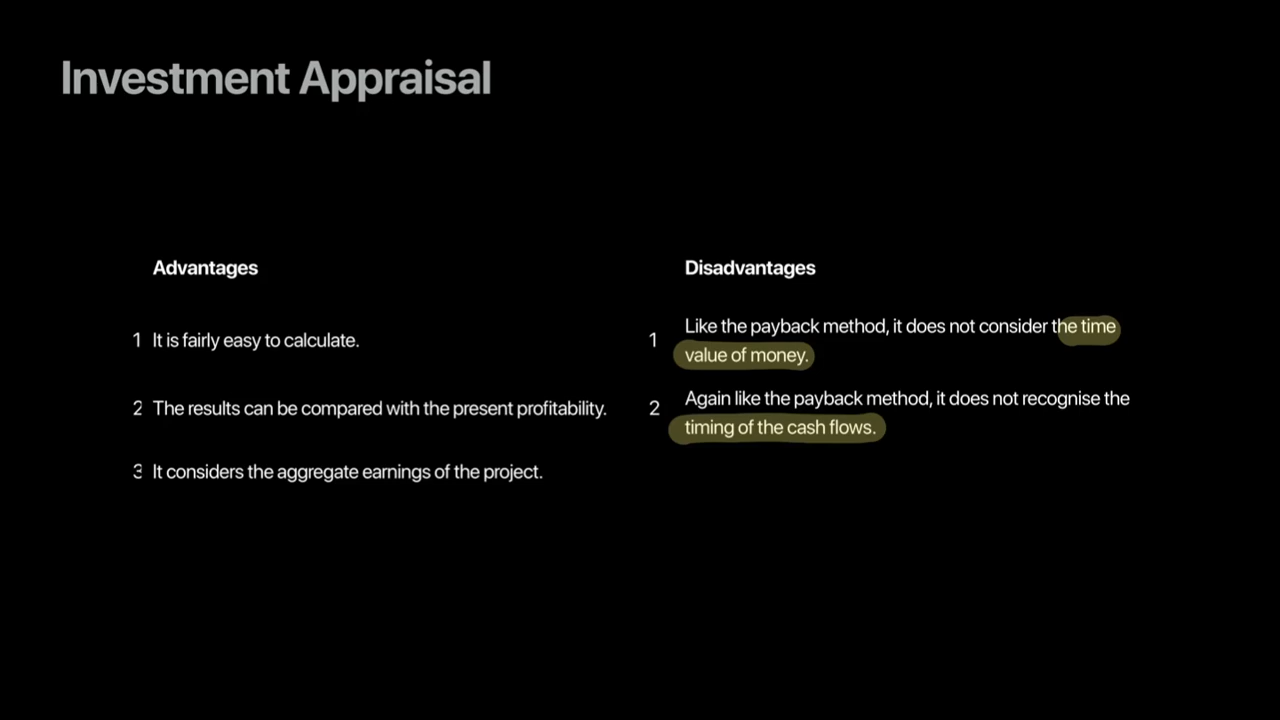 Investment Appraisal
Advantages
1 It is fairly easy to calculate.
2 The results can be compared with the present profitability.
3 It considers the aggregate earnings of the project.
Disadvantages
1 Like the payback method, it does not consider the time
value of money.
2 Again like the payback method, it does not recognise the
timing of the cash flows.